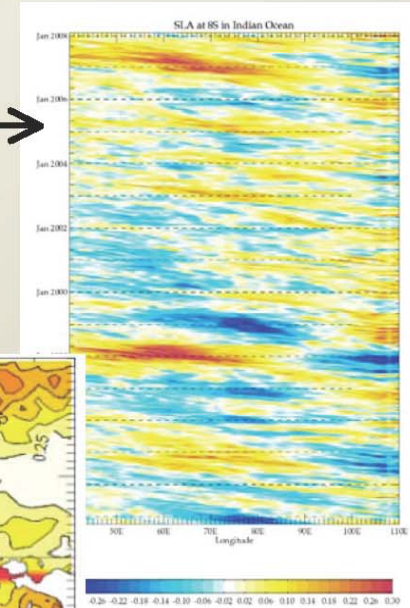 SLA at 8S in Indian Ocean
Jan 2008
Jan 2006
Jan 2004
Jan 2002
Jan 2000
0.25
50E 60E 70E 80E 90E 100E 110E
Longitude
-0.26 -0.22 -0.18 -0.14 -0.10 -0.06 -0.02 0.02 0.06 0.10 0.14 0.18 0.22 0.26 0.30